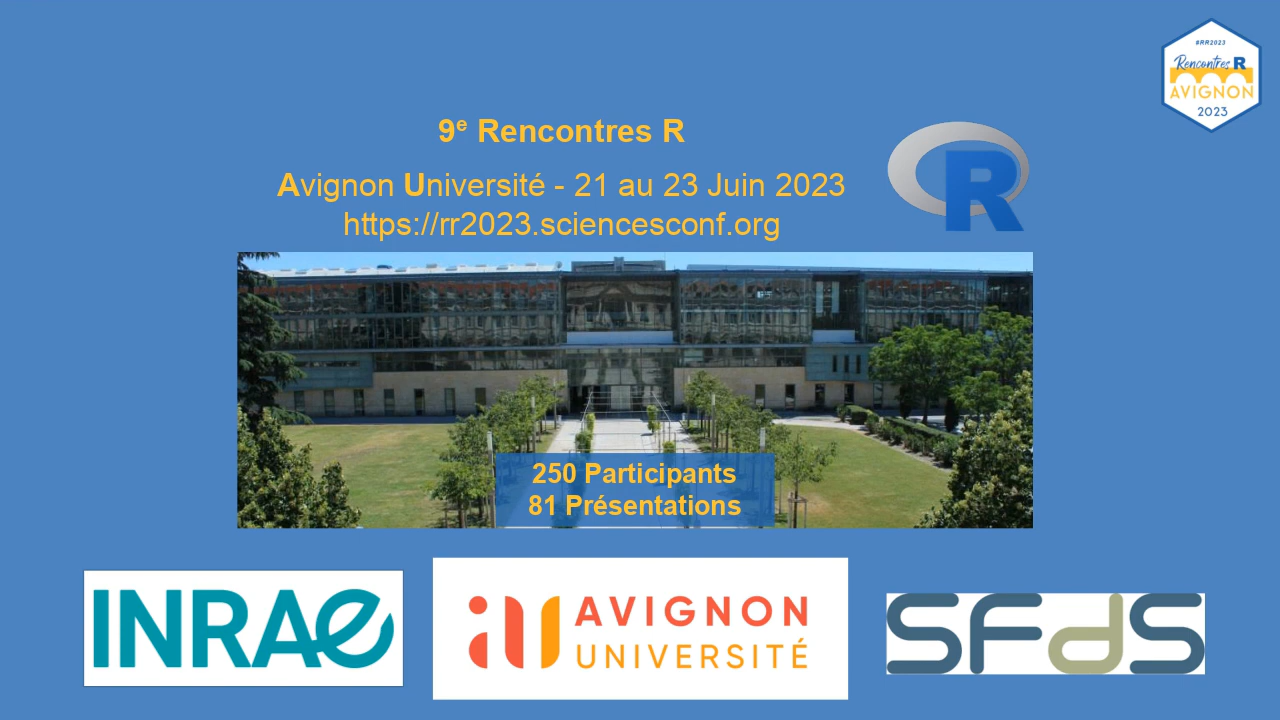 #RR2023
Rencontres R
AVIGNON
2023
9e Rencontres R
Avignon Université - 21 au 23 Juin 2023
https://rr2023.sciencesconf.org
R
250 Participants
81 Présentations
INRAE
au AVIGNON
UNIVERSITÉ
SFdS